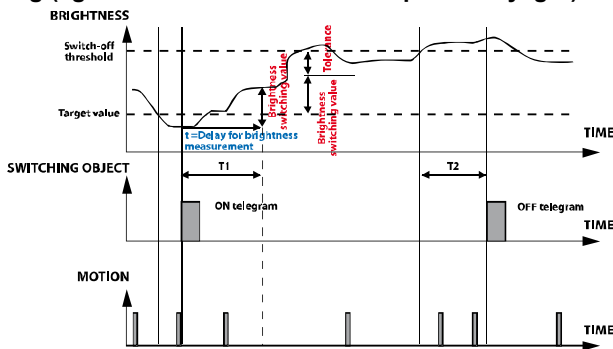 BRIGHTNESS
Switch-off
threshold
Target value
Brightness
switching value
Tolerance
Brightness
switching value
t =Delay for brightness
measurement
TIME
SWITCHING OBJECT
T1
T2
ON telegram
OFF telegram
TIME
MOTION
TIME